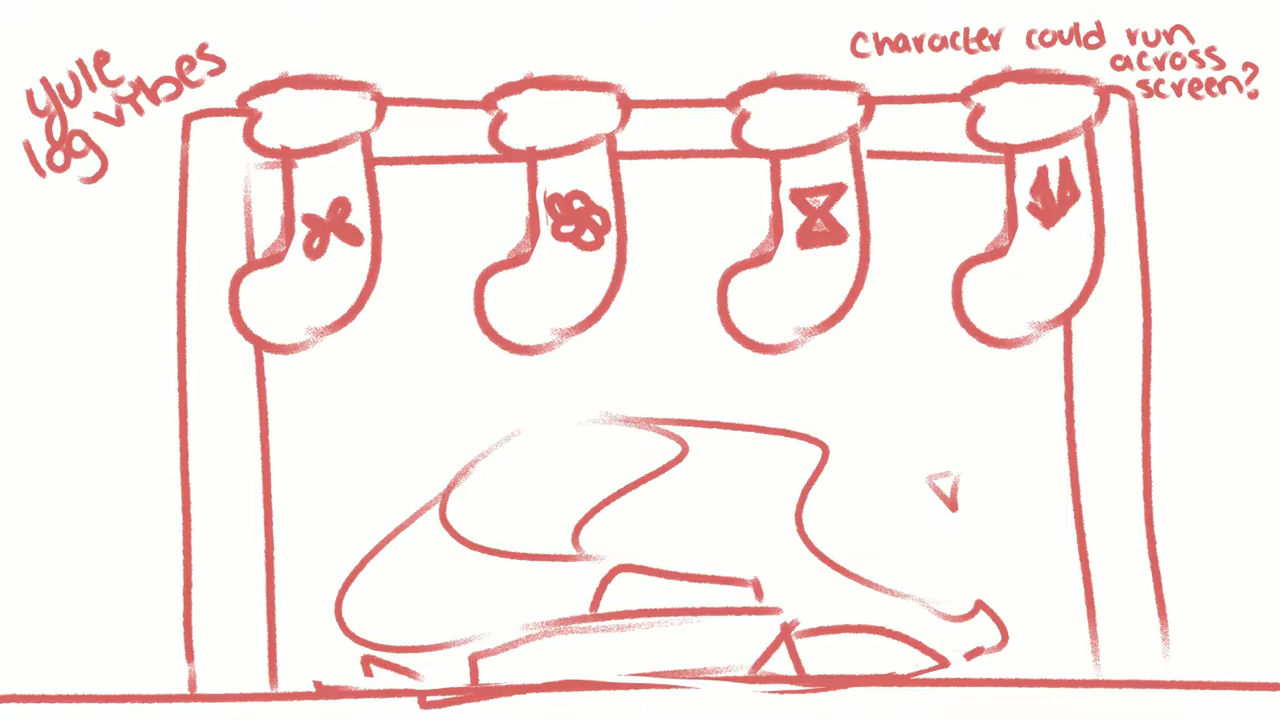 yule
log vibes
Character could run
across
screen?